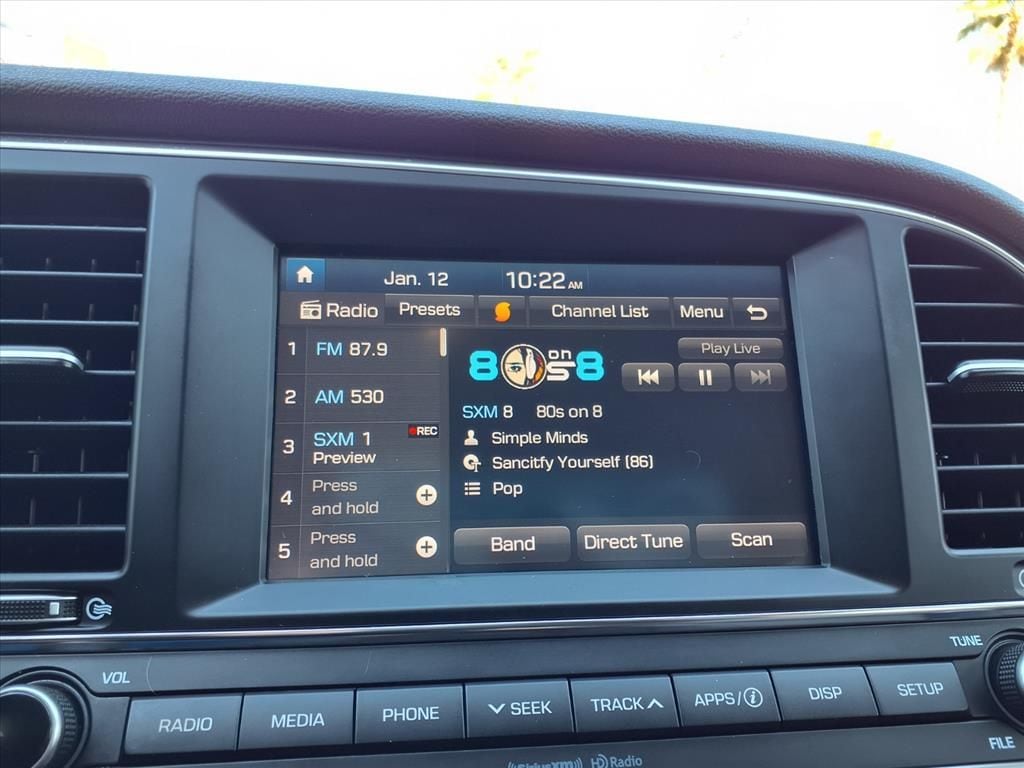 Jan. 12 10:22 AM
Radio Presets Channel List Menu
1 FM 87.9
2 AM 530
3 SXM 1 REC
Preview
4 Press
and hold
5 Press
and hold
80s on 8
Play Live
SXM 8 80s on 8
Simple Minds
Sancitfy Yourself (86)
Pop
Band Direct Tune Scan
VOL
TUNE
RADIO MEDIA PHONE SEEK TRACK APPS/i DISP SETUP
FILE
SiriusXM HD Radio